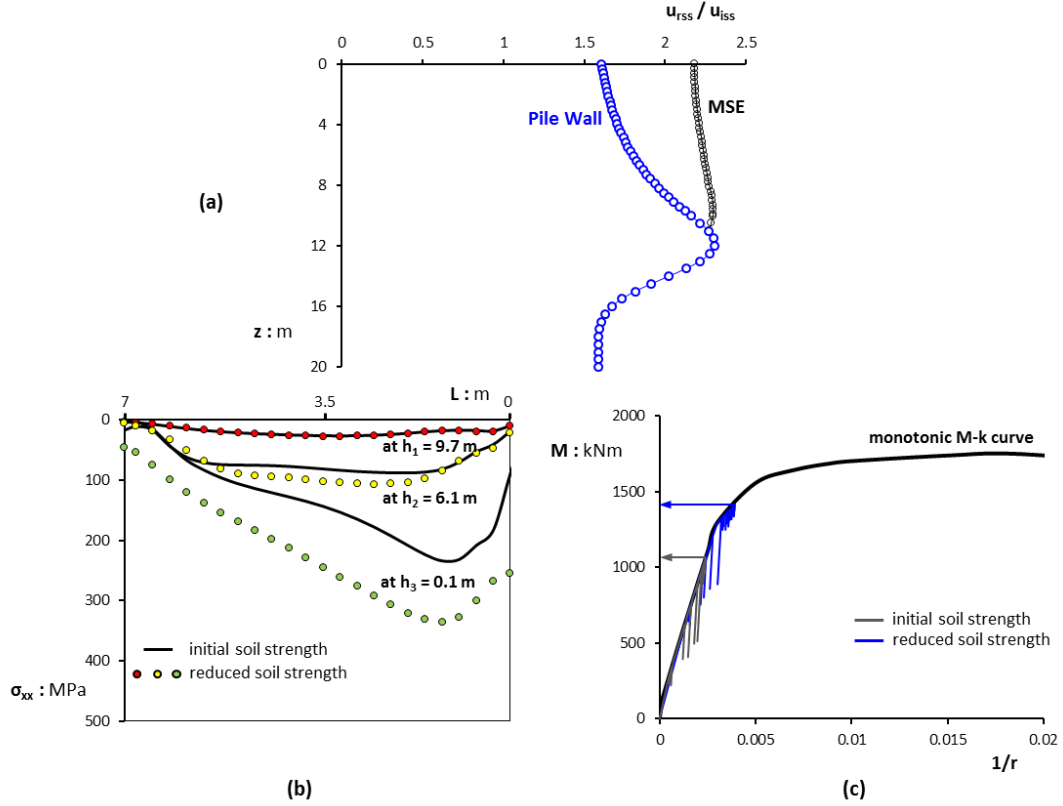 u_rss / u_iss
0 0.5 1 1.5 2 2.5
0
4
8
12
16
20
Pile Wall
MSE
(a)
z : m
L : m
7 3.5 0
0
100
200
300
400
500
at h₁ = 9.7 m
at h₂ = 6.1 m
at h₃ = 0.1 m
initial soil strength
reduced soil strength
σ_xx : MPa
(b)
2000
1500
1000
500
0
M : kNm
monotonic M-k curve
initial soil strength
reduced soil strength
0 0.005 0.01 0.015 0.02
1/r
(c)